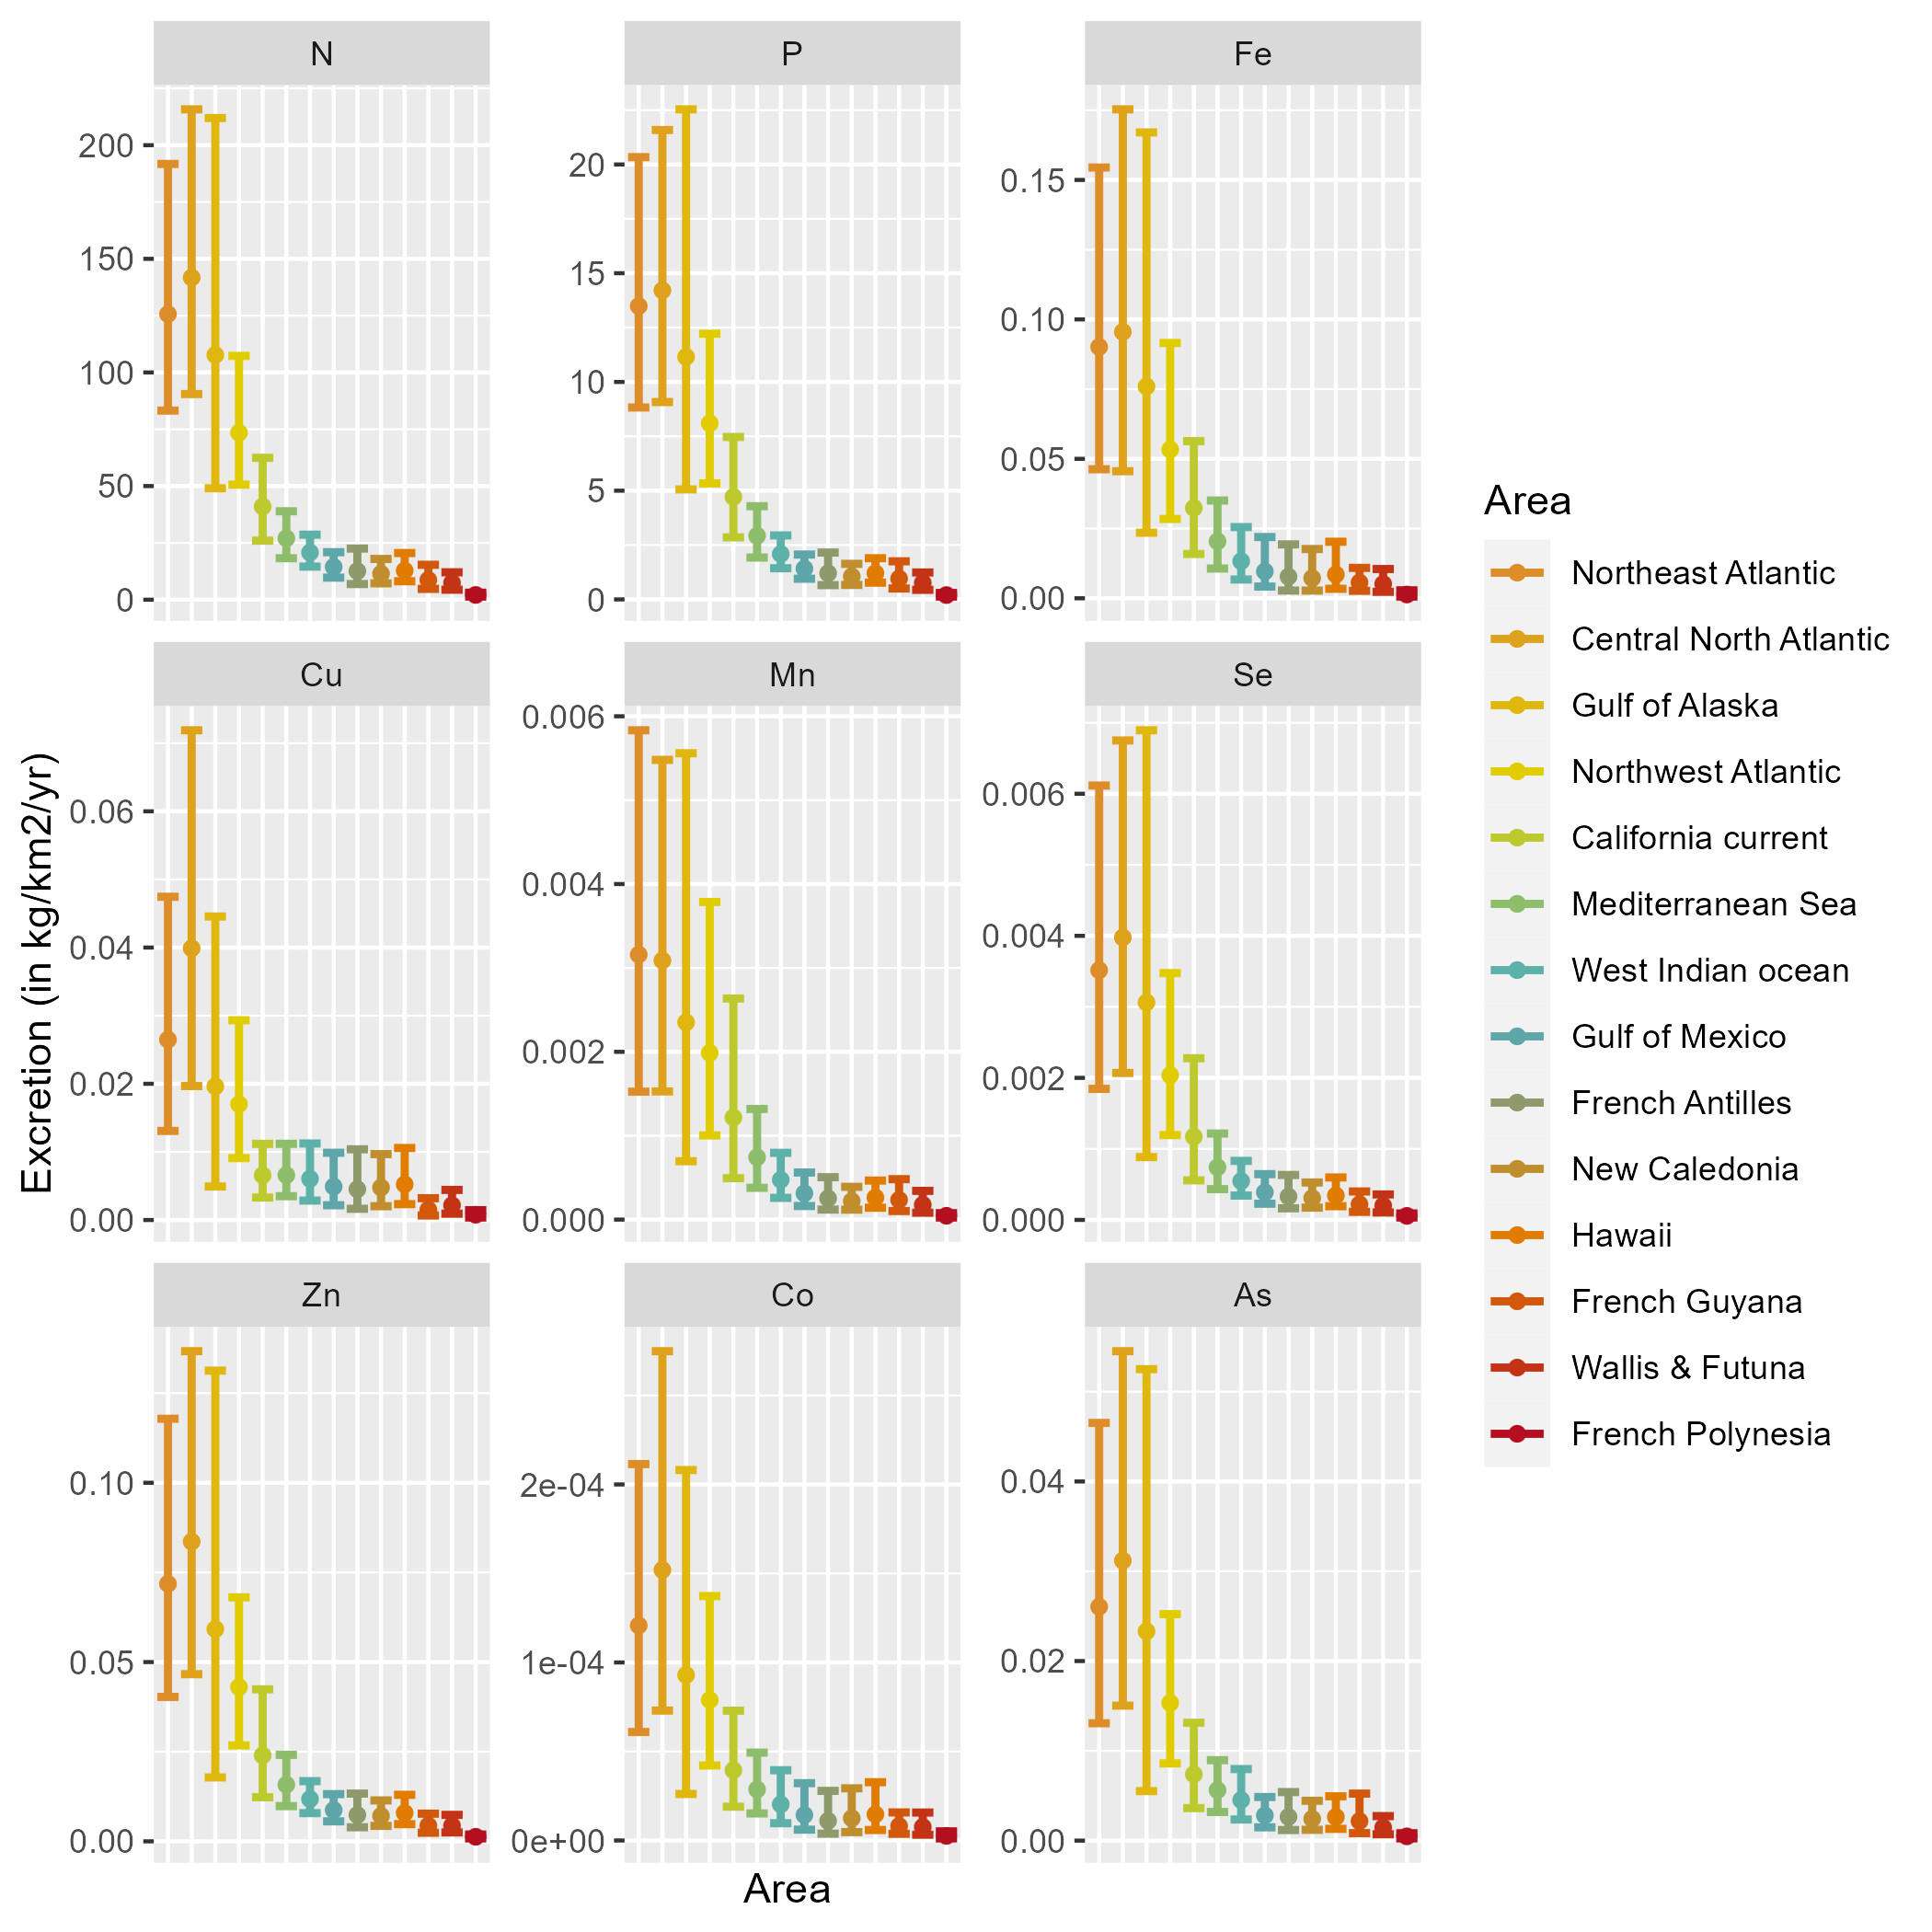 N
P
Fe
200
150
100
50
0
20
15
10
5
0
0.15
0.10
0.05
0.00
Cu
Mn
Se
0.06
0.04
0.02
0.00
0.006
0.004
0.002
0.000
0.006
0.004
0.002
0.000
Zn
Co
As
0.10
0.05
0.00
2e-04
1e-04
0e+00
0.04
0.02
0.00
Excretion (in kg/km2/yr)
Area
Area
Northeast Atlantic
Central North Atlantic
Gulf of Alaska
Northwest Atlantic
California current
Mediterranean Sea
West Indian ocean
Gulf of Mexico
French Antilles
New Caledonia
Hawaii
French Guyana
Wallis & Futuna
French Polynesia